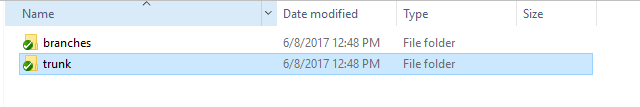 Name Date modified Type Size
branches 6/8/2017 12:48 PM File folder
trunk 6/8/2017 12:48 PM File folder